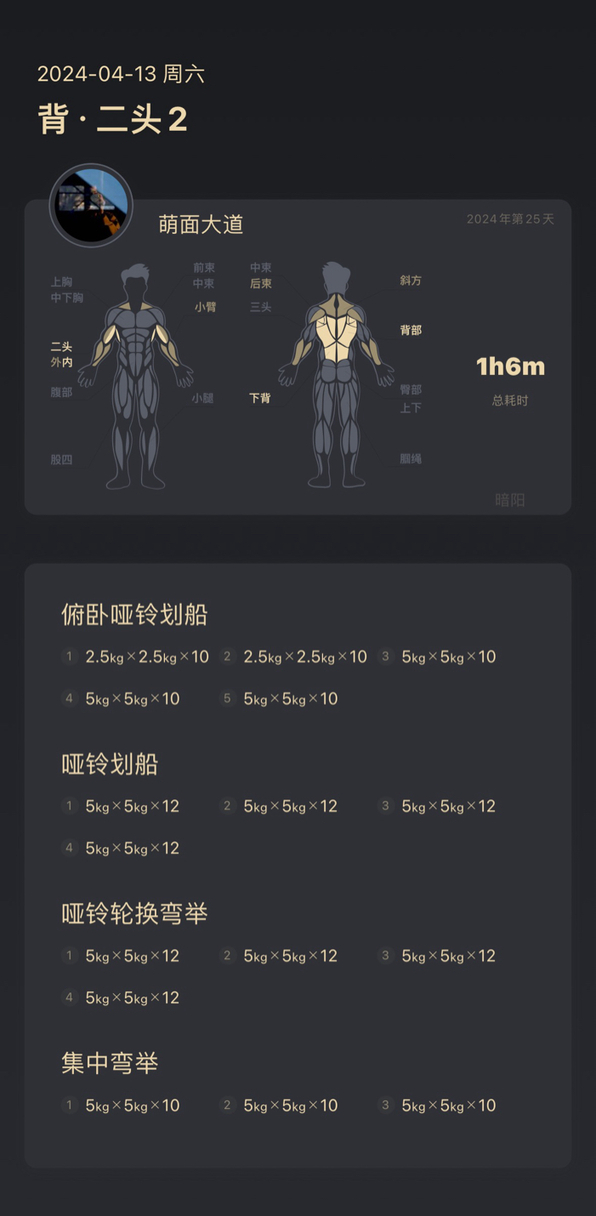 2024-04-13 周六
背 · 二头 2
萌面大道
2024年第25天
前束
中束
上胸
中下胸
小臂
二头
外内
腹部
小腿
股四
中束
后束
三头
斜方
背部
下背
臀部
上下
腘绳
1h6m
总耗时
暗阳
俯卧哑铃划船
1 2.5kg×2.5kg×10 2 2.5kg×2.5kg×10 3 5kg×5kg×10
4 5kg×5kg×10 5 5kg×5kg×10
哑铃划船
1 5kg×5kg×12 2 5kg×5kg×12 3 5kg×5kg×12
4 5kg×5kg×12
哑铃轮换弯举
1 5kg×5kg×12 2 5kg×5kg×12 3 5kg×5kg×12
4 5kg×5kg×12
集中弯举
1 5kg×5kg×10 2 5kg×5kg×10 3 5kg×5kg×10